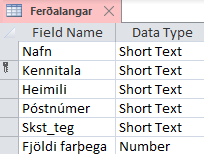 Ferðalangar
Field Name Data Type
Nafn Short Text
Kennitala Short Text
Heimili Short Text
Póstnúmer Short Text
Skst_teg Short Text
Fjöldi farþega Number